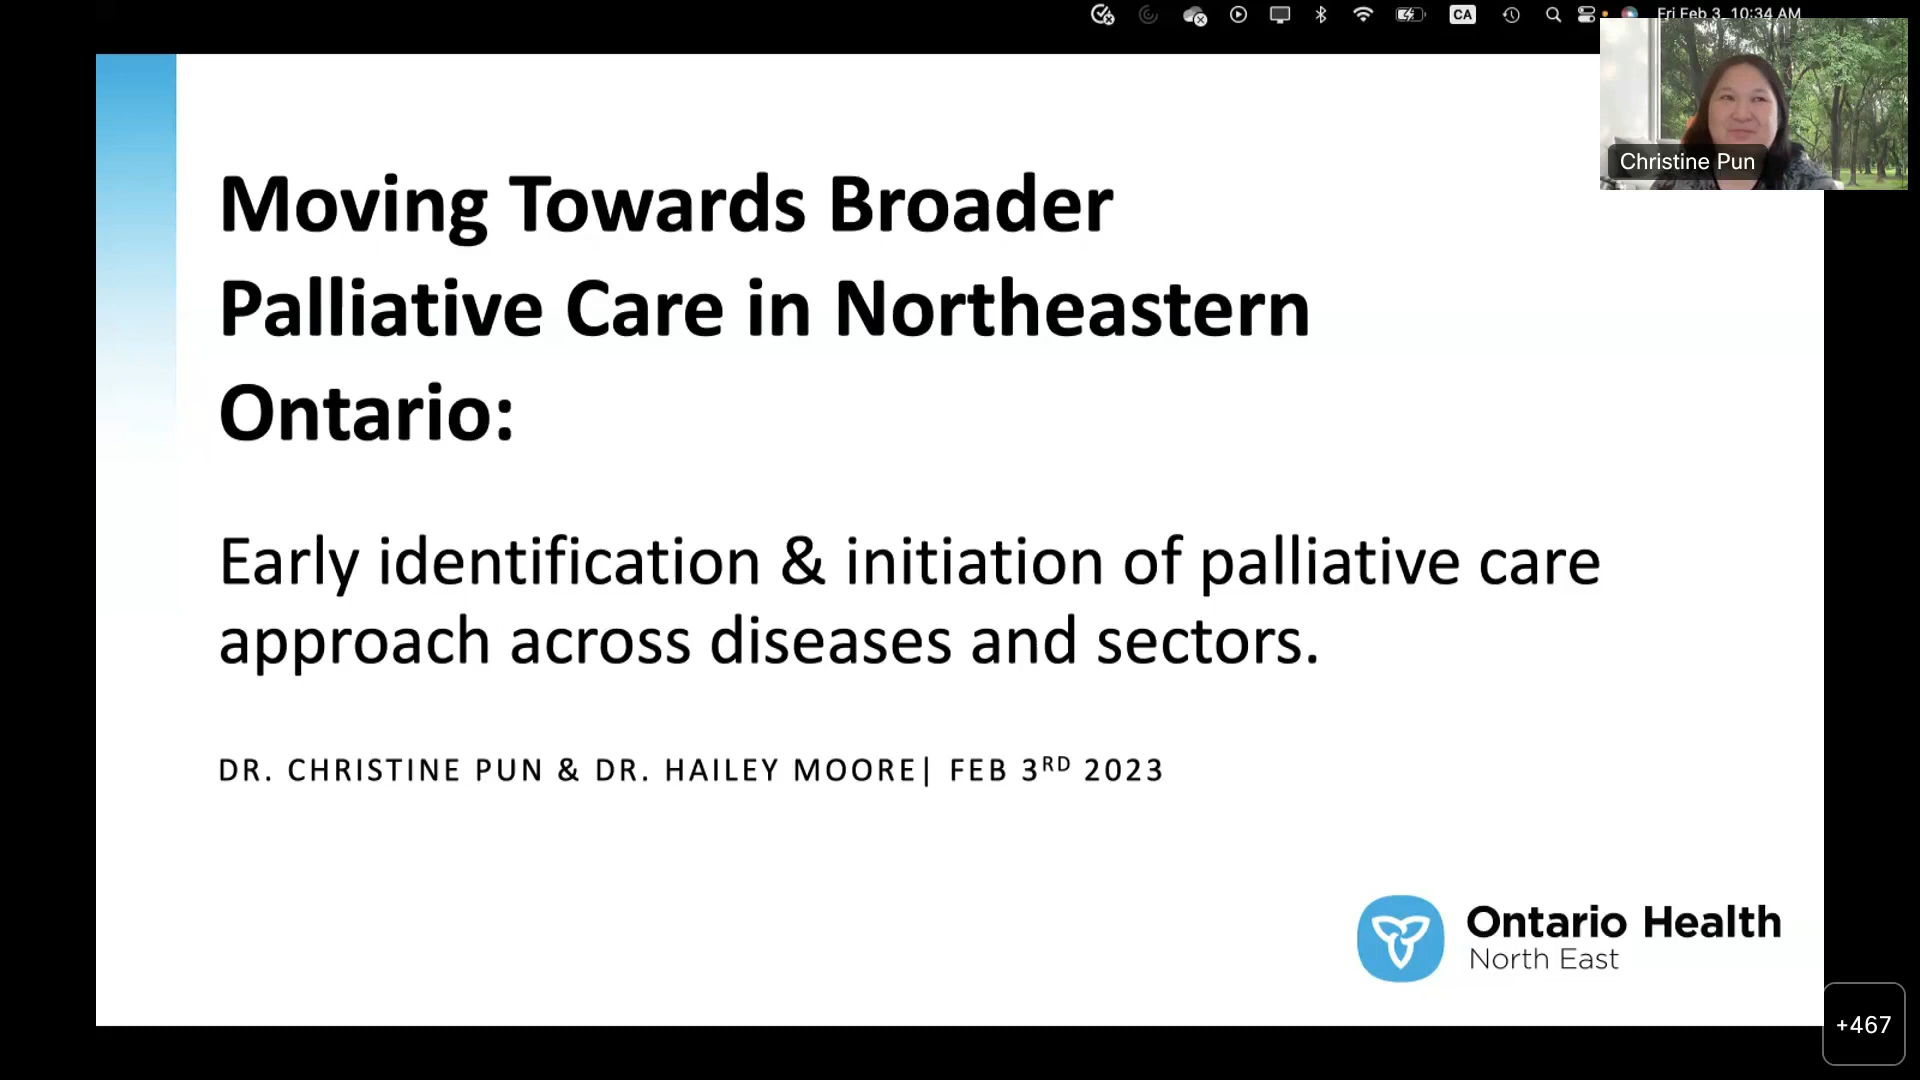 CA
Fri Feb 3 10:34 AM
Christine Pun
Moving Towards Broader
Palliative Care in Northeastern
Ontario:
Early identification & initiation of palliative care
approach across diseases and sectors.
DR. CHRISTINE PUN & DR. HAILEY MOORE| FEB 3RD 2023
Ontario Health
North East
+467